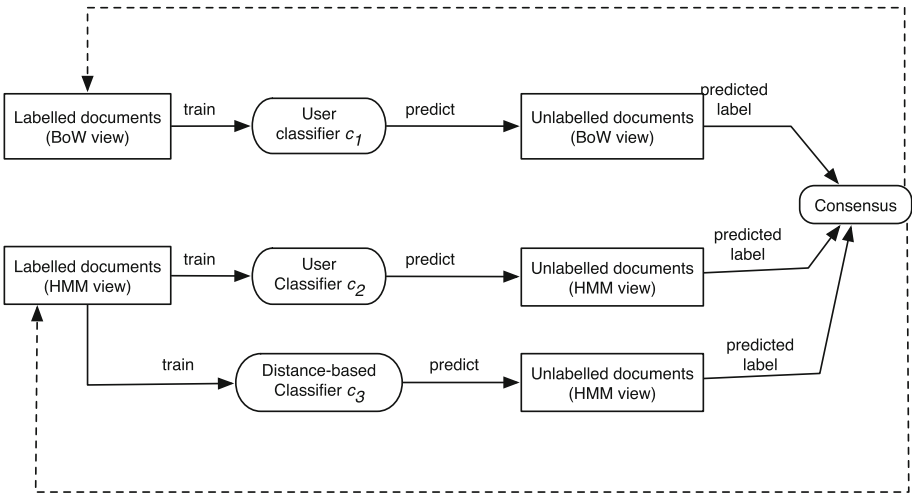 Labelled documents
(BoW view)
train
User
classifier c1
predict
Unlabelled documents
(BoW view)
predicted
label
Consensus
Labelled documents
(HMM view)
train
User
Classifier c2
predict
Unlabelled documents
(HMM view)
predicted
label
train
Distance-based
Classifier c3
predict
Unlabelled documents
(HMM view)
predicted
label